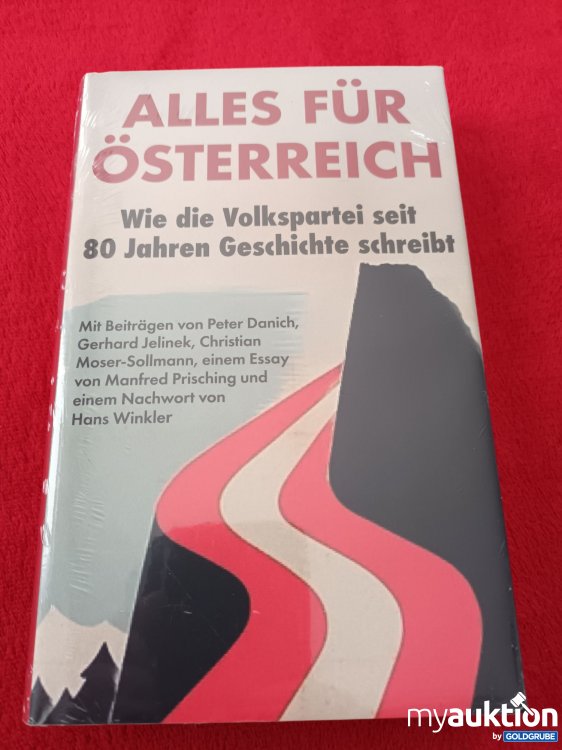 ALLES FÜR
ÖSTERREICH
Wie die Volkspartei seit
80 Jahren Geschichte schreibt
Mit Beiträgen von Peter Danich,
Gerhard Jelinek, Christian
Moser-Sollmann, einem Essay
von Manfred Prisching und
einem Nachwort von
Hans Winkler
myauktion
by GOLDGRUBE